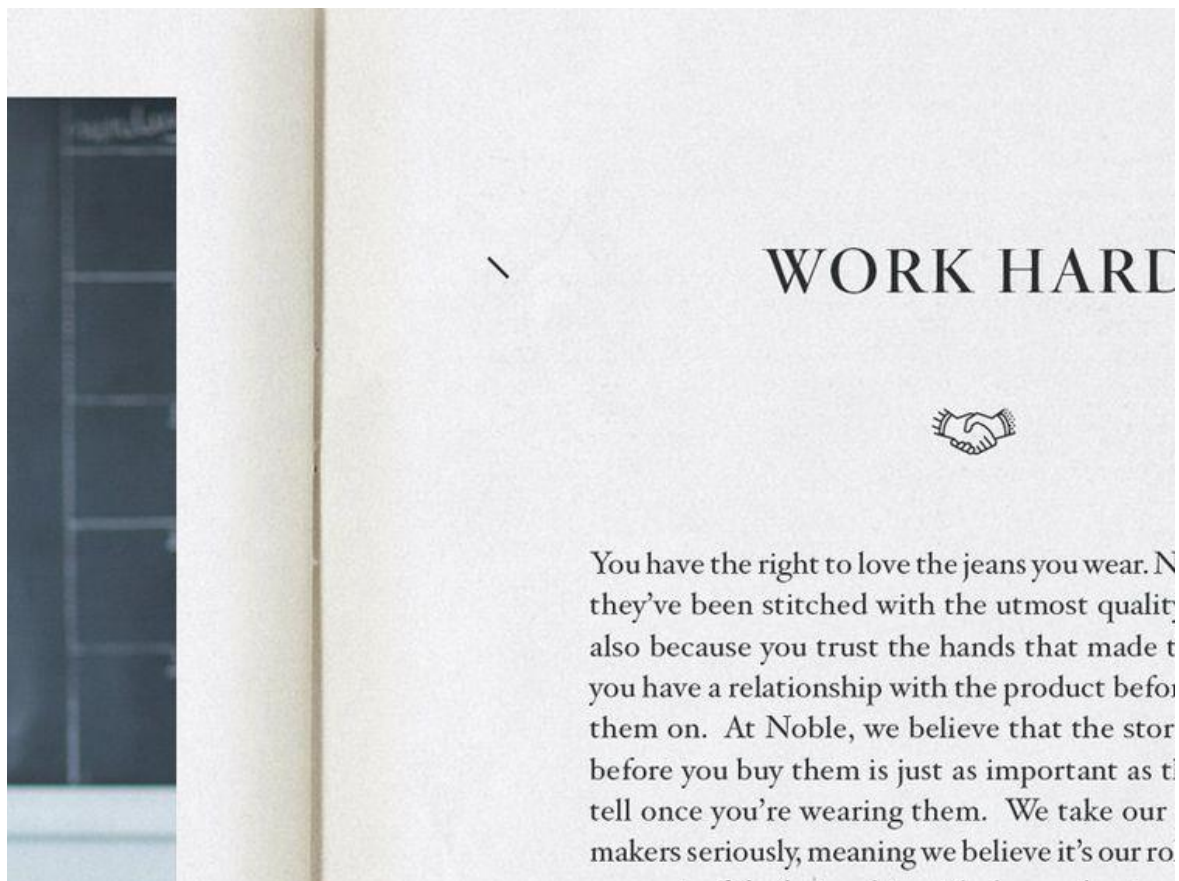 WORK HARD
You have the right to love the jeans you wear.
they've been stitched with the utmost quality
also because you trust the hands that made
you have a relationship with the product
them on. At Noble, we believe that the
before you buy them is just as important as
tell once you're wearing them. We take our
makers seriously, meaning we believe it's our